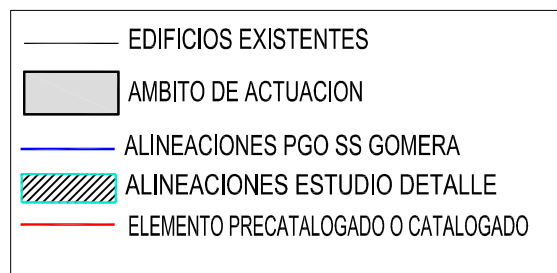 EDIFICIOS EXISTENTES
AMBITO DE ACTUACION
ALINEACIONES PGO SS GOMERA
ALINEACIONES ESTUDIO DETALLE
ELEMENTO PRECATALOGADO O CATALOGADO